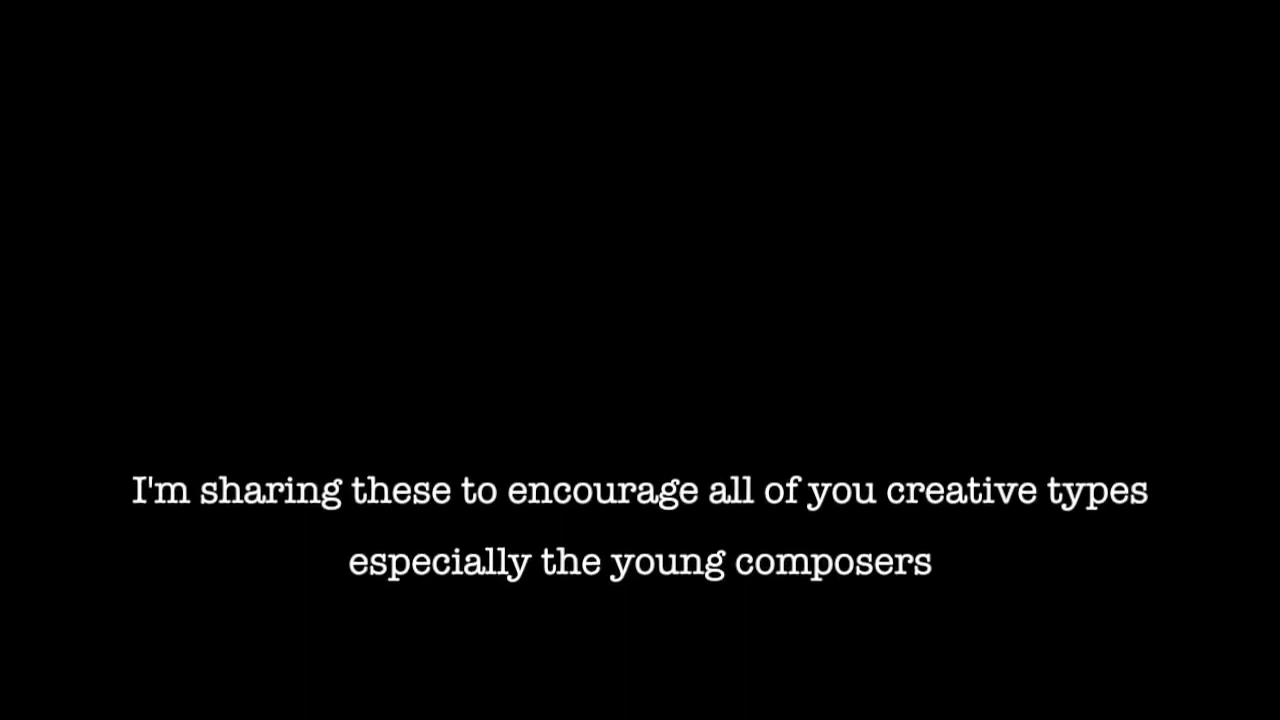 I'm sharing these to encourage all of you creative types
especially the young composers